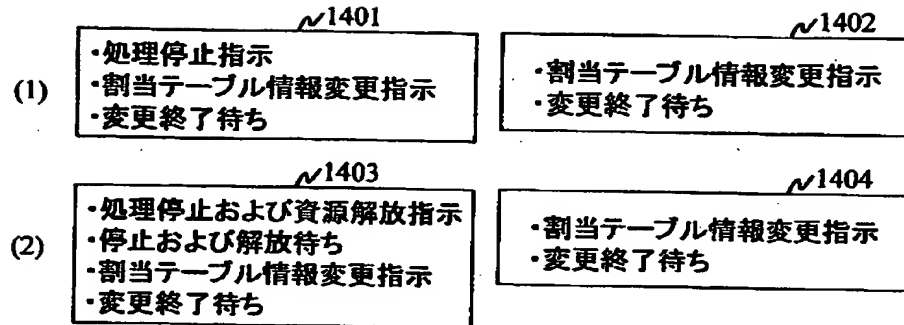 1401
・処理停止指示
・割当テーブル情報変更指示
・変更終了待ち
1402
・割当テーブル情報変更指示
・変更終了待ち
(1)
1403
・処理停止および資源解放指示
・停止および解放待ち
・割当テーブル情報変更指示
・変更終了待ち
1404
・割当テーブル情報変更指示
・変更終了待ち
(2)